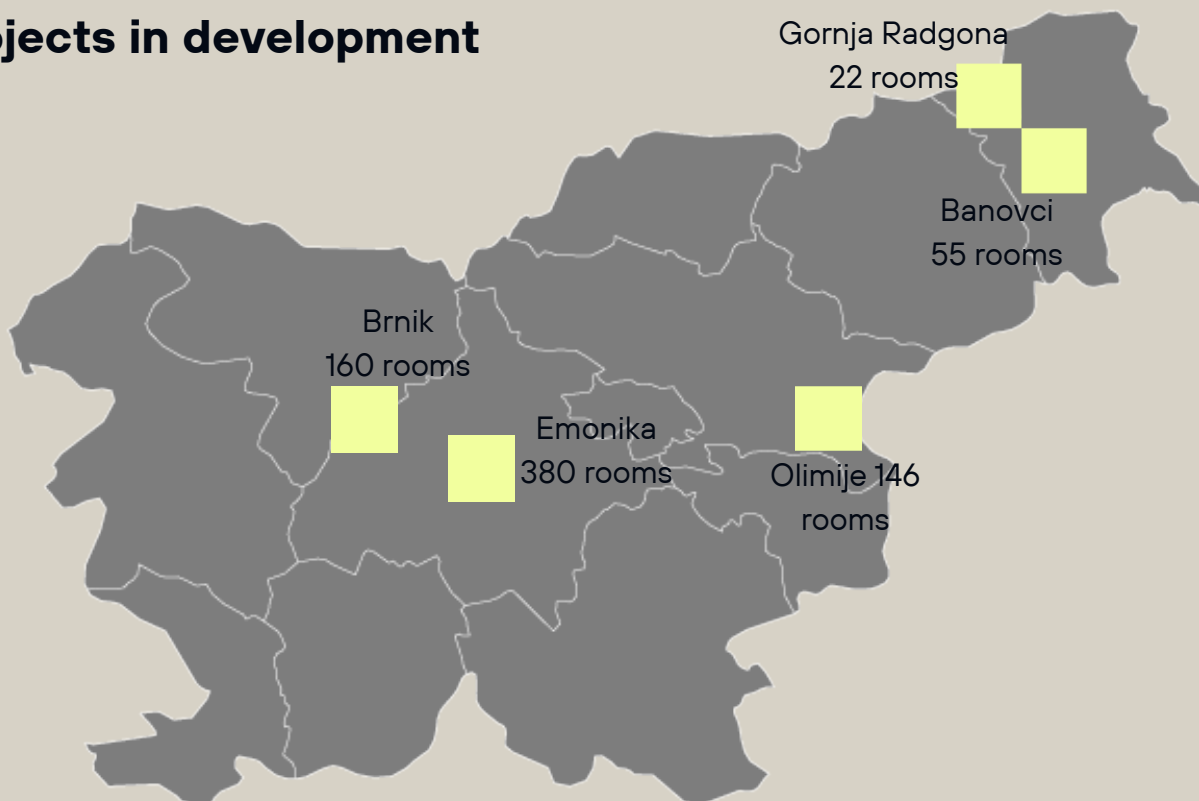 jects in development
Gornja Radgona
22 rooms
Banovci
55 rooms
Brnik
160 rooms
Emonika
380 rooms
Olimije 146
rooms